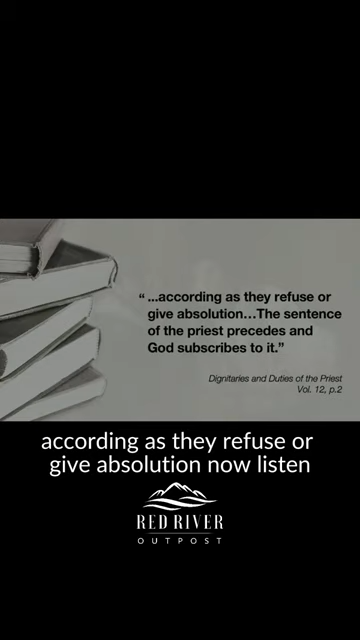 “ ...according as they refuse or
give absolution...The sentence
of the priest precedes and
God subscribes to it.”
Dignitaries and Duties of the Priest
Vol. 12, p.2
according as they refuse or
give absolution now listen
RED RIVER
OUTPOST